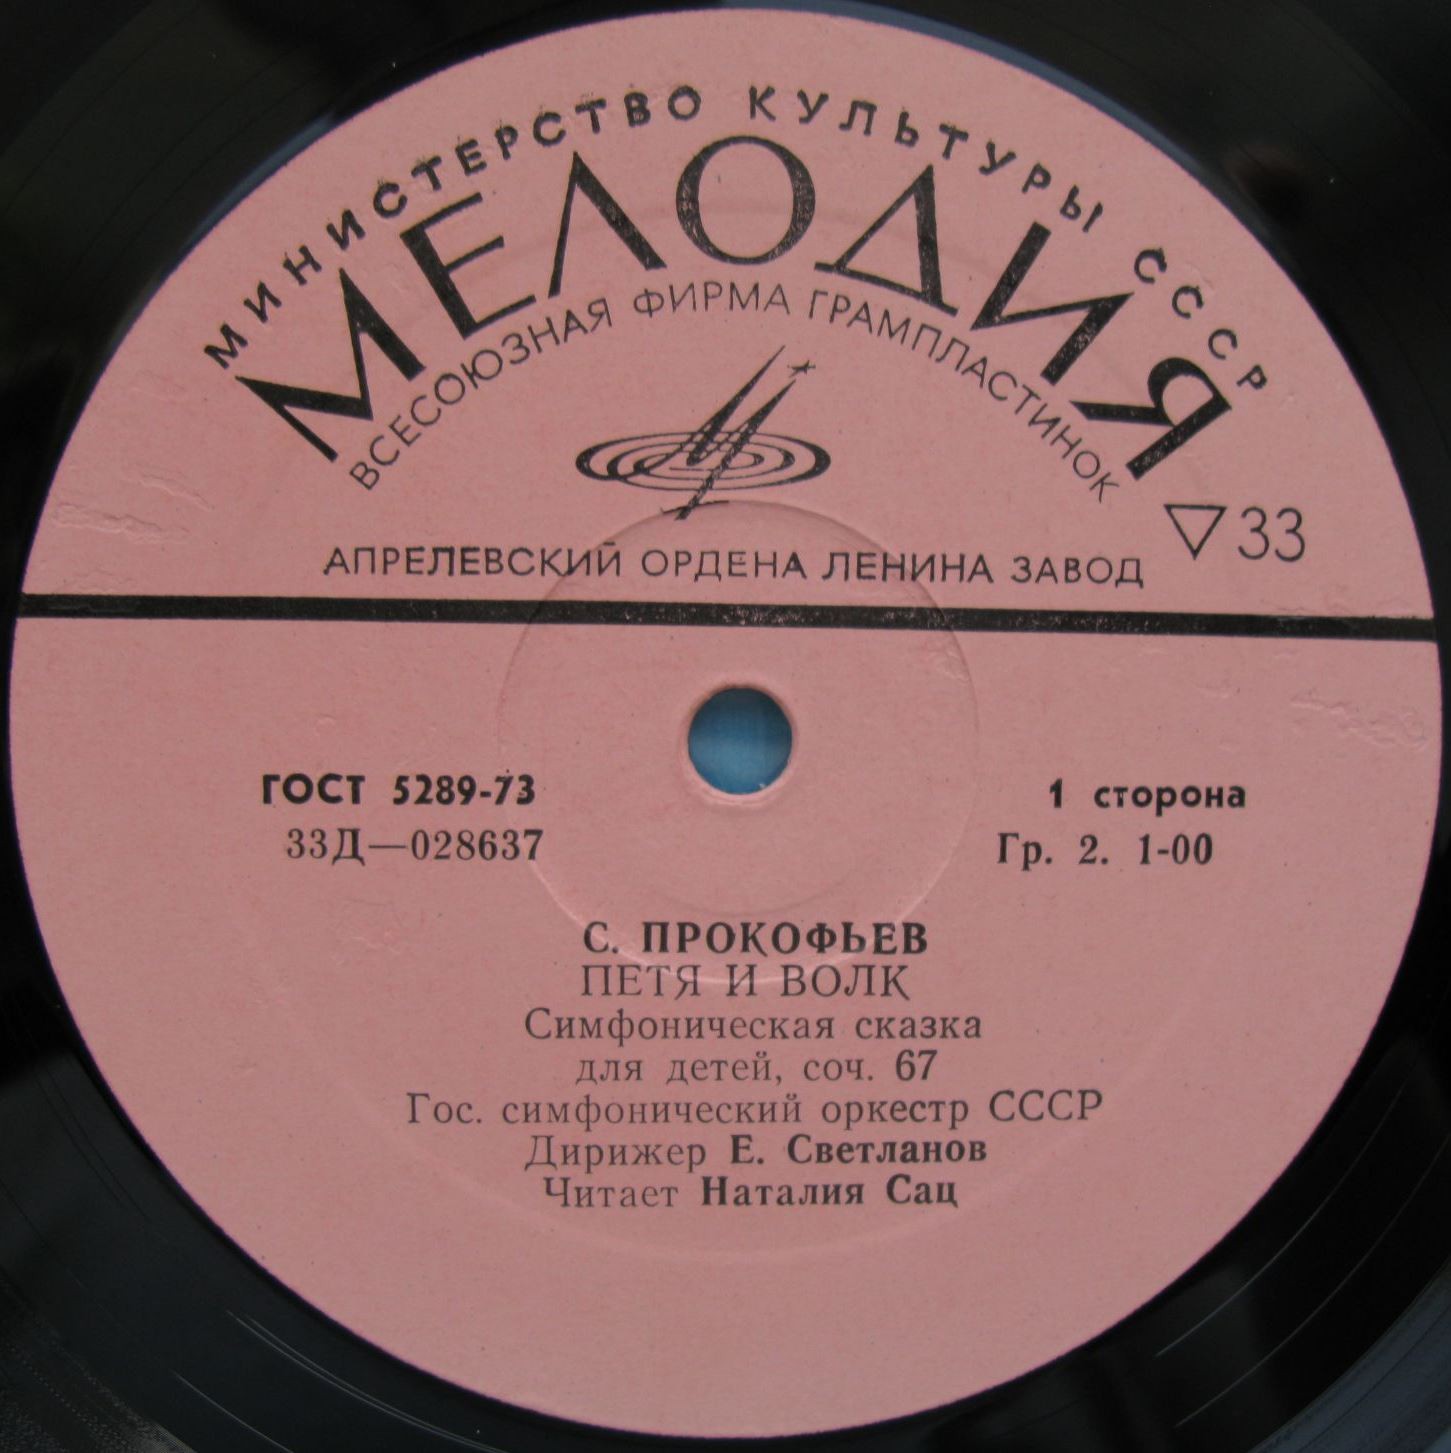 МИНИСТЕРСТВО КУЛЬТУРЫ СССР
МЕЛОДИЯ
ВСЕСОЮЗНАЯ ФИРМА ГРАМПЛАСТИНОК
▽33
АПРЕЛЕВСКИЙ ОРДЕНА ЛЕНИНА ЗАВОД
ГОСТ 5289-73
1 сторона
33Д—028637
Гр. 2. 1-00
С. ПРОКОФЬЕВ
ПЕТЯ И ВОЛК
Симфоническая сказка
для детей, соч. 67
Гос. симфонический оркестр СССР
Дирижер Е. Светланов
Читает Наталия Сац